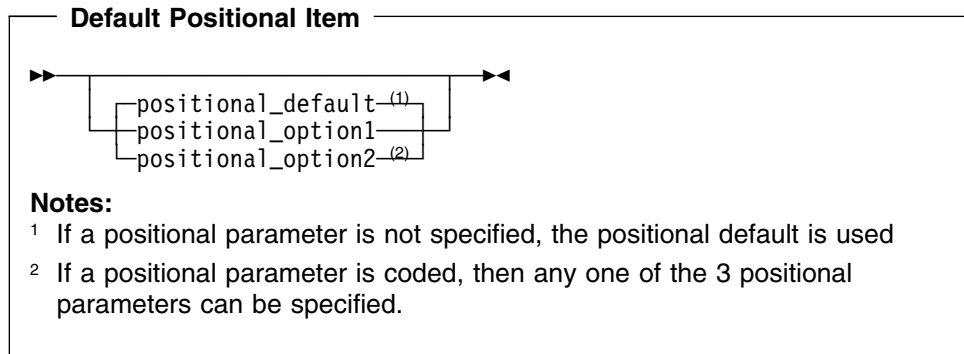 Default Positional Item
positional_default (1)
positional_option1
positional_option2 (2)
Notes:
1 If a positional parameter is not specified, the positional default is used
2 If a positional parameter is coded, then any one of the 3 positional
parameters can be specified.